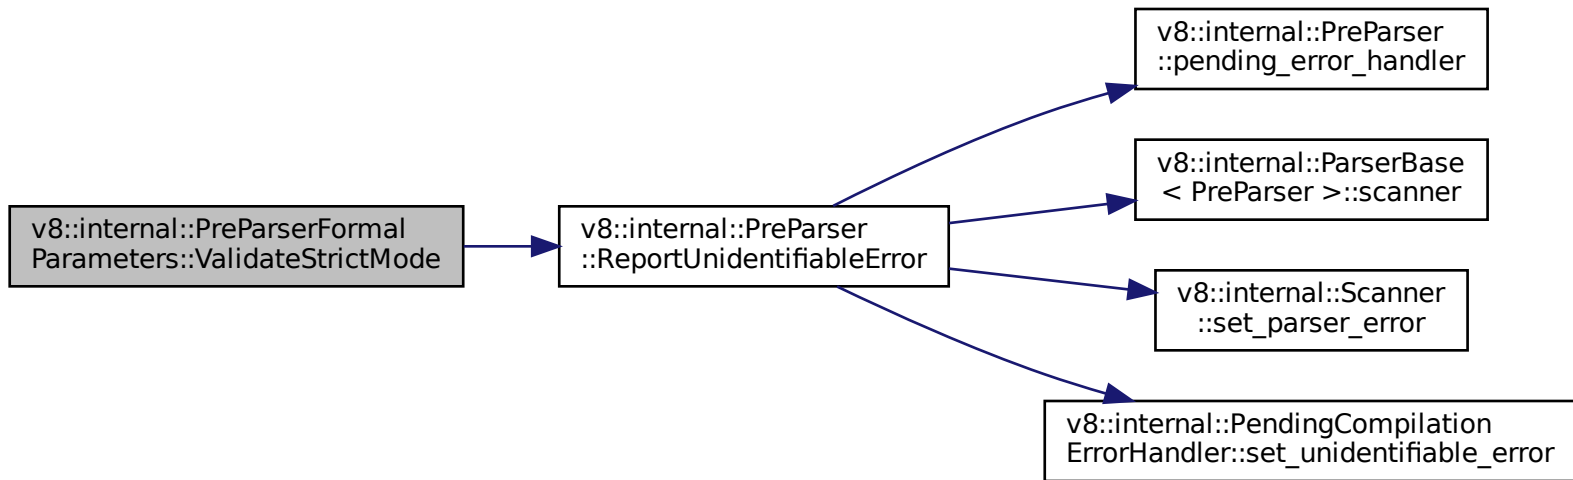 v8::internal::PreParserFormal
Parameters::ValidateStrictMode
v8::internal::PreParser
::ReportUnidentifiableError
v8::internal::PreParser
::pending_error_handler
v8::internal::ParserBase
< PreParser >::scanner
v8::internal::Scanner
::set_parser_error
v8::internal::PendingCompilation
ErrorHandler::set_unidentifiable_error